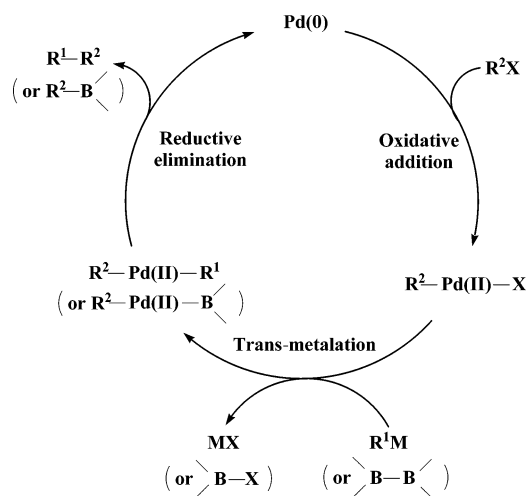 Pd(0)
R¹—R²
(or R²—B)
R²X
Reductive
elimination
Oxidative
addition
R²—Pd(II)—R¹
(or R²—Pd(II)—B)
R²—Pd(II)—X
Trans-metalation
MX
(or B—X)
R¹M
(or B—B)